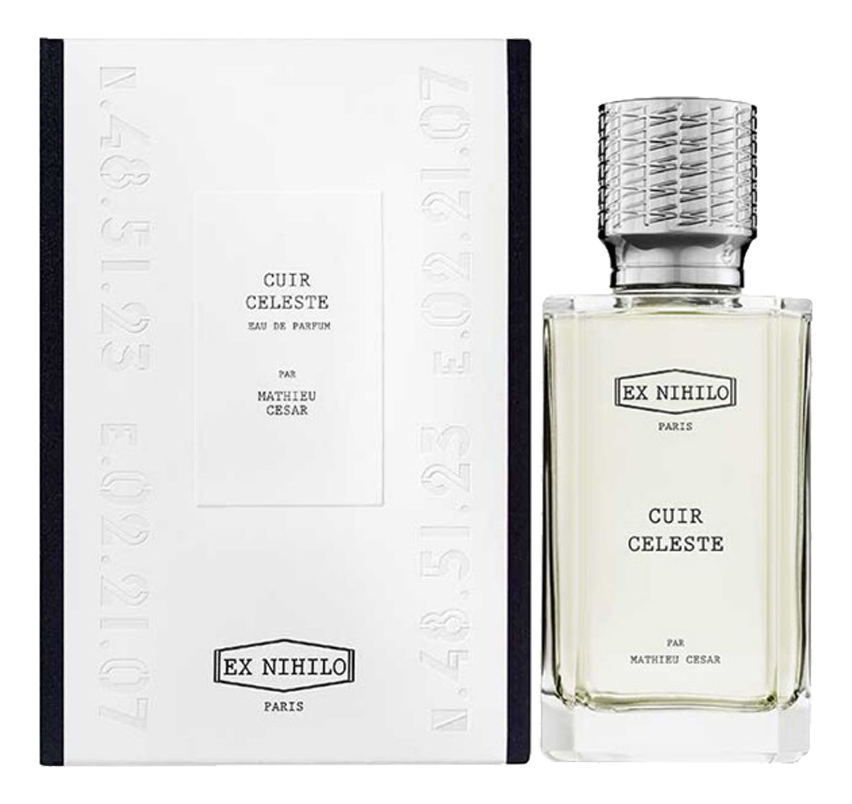 N.48.51.23 E.02.21.07
N.48.51.23 E.02.21.07
CUIR
CELESTE
EAU DE PARFUM
PAR
MATHIEU
CESAR
EX NIHILO
PARIS
EX NIHILO
PARIS
CUIR
CELESTE
PAR
MATHIEU CESAR